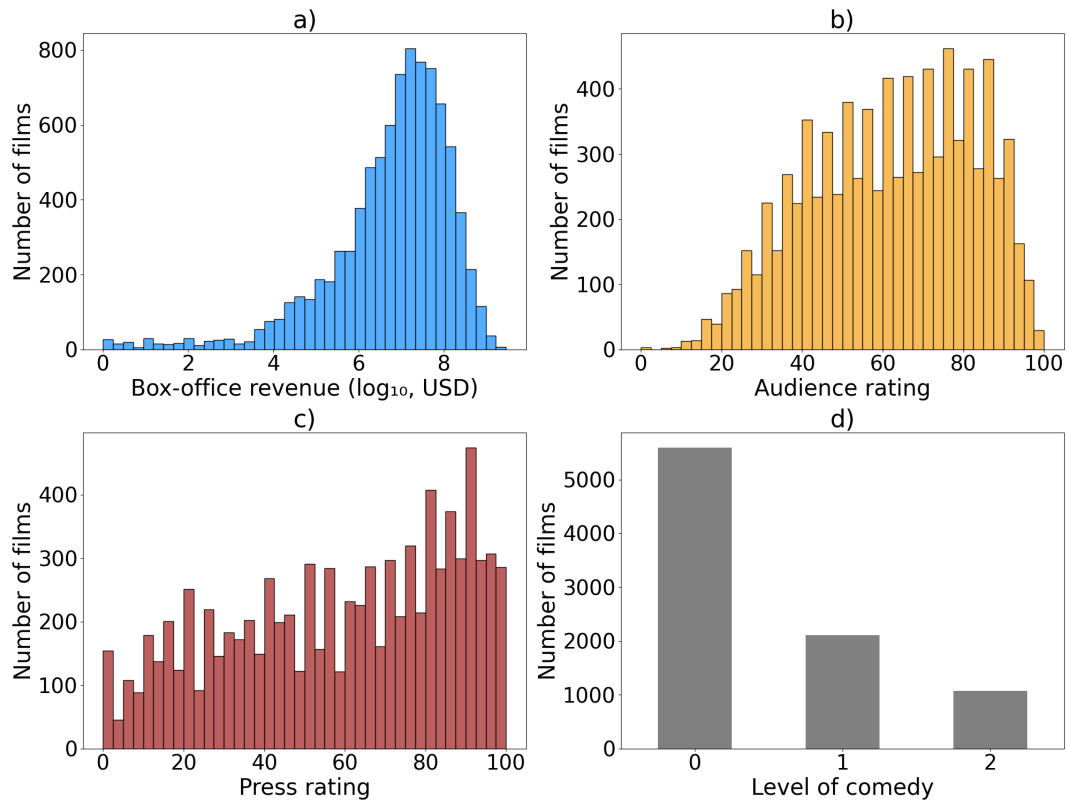 a)
800
600
400
200
0
Number of films
0 2 4 6 8
Box-office revenue (log₁₀, USD)
b)
400
300
200
100
0
Number of films
0 20 40 60 80 100
Audience rating
c)
400
300
200
100
0
Number of films
0 20 40 60 80 100
Press rating
d)
5000
4000
3000
2000
1000
0
Number of films
0 1 2
Level of comedy